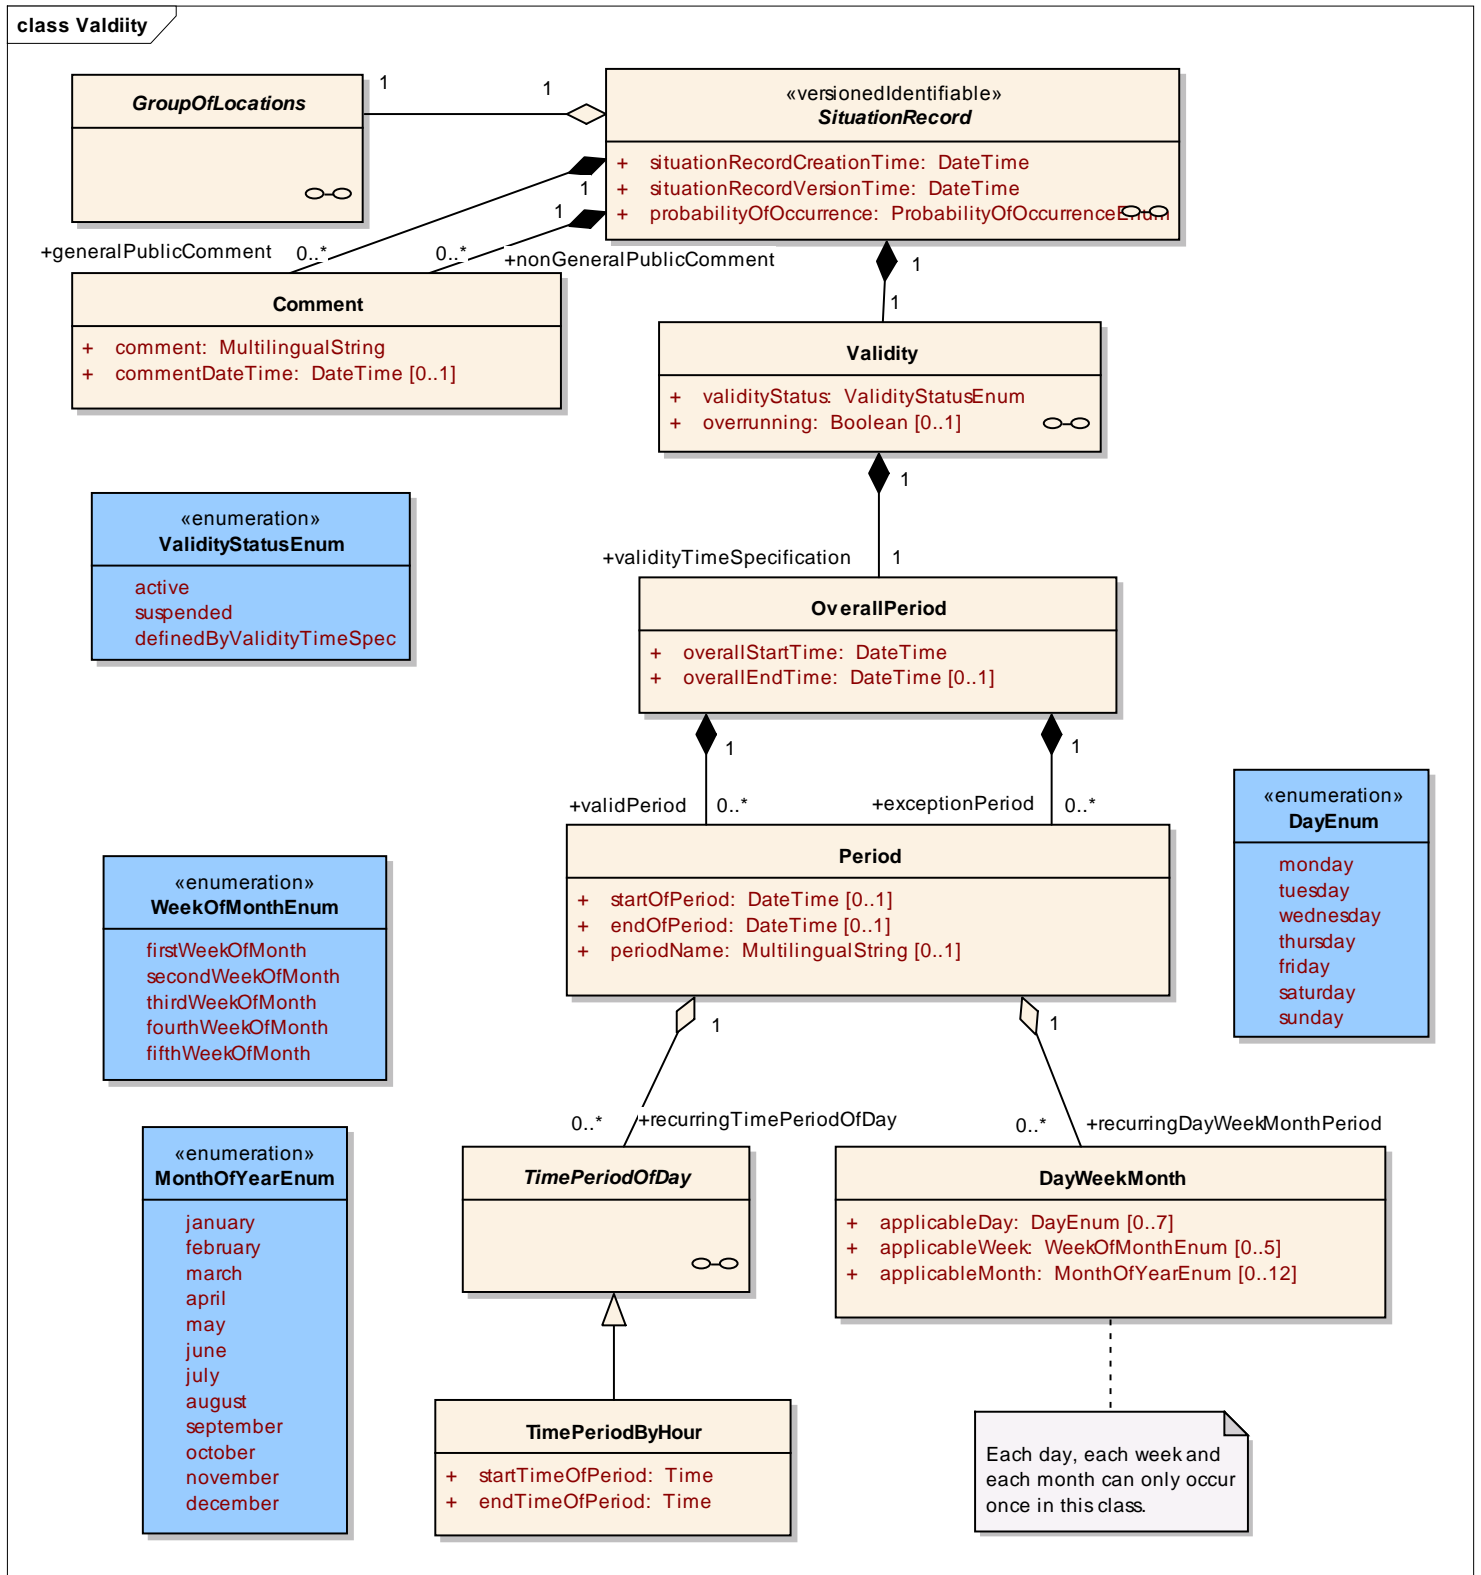 class Valdiity
GroupOfLocations
1
1
«versionedIdentifiable»
SituationRecord
+ situationRecordCreationTime: DateTime
+ situationRecordVersionTime: DateTime
+ probabilityOfOccurrence: ProbabilityOfOccurrenceEnum
1
1
+generalPublicComment
0..*
0..*
+nonGeneralPublicComment
Comment
+ comment: MultilingualString
+ commentDateTime: DateTime [0..1]
1
1
Validity
+ validityStatus: ValidityStatusEnum
+ overrunning: Boolean [0..1]
1
+validityTimeSpecification
1
«enumeration»
ValidityStatusEnum
active
suspended
definedByValidityTimeSpec
OverallPeriod
+ overallStartTime: DateTime
+ overallEndTime: DateTime [0..1]
1
1
+validPeriod
0..*
+exceptionPeriod
0..*
«enumeration»
DayEnum
monday
tuesday
wednesday
thursday
friday
saturday
sunday
Period
+ startOfPeriod: DateTime [0..1]
+ endOfPeriod: DateTime [0..1]
+ periodName: MultilingualString [0..1]
«enumeration»
WeekOfMonthEnum
firstWeekOfMonth
secondWeekOfMonth
thirdWeekOfMonth
fourthWeekOfMonth
fifthWeekOfMonth
1
1
0..*
+recurringTimePeriodOfDay
0..*
+recurringDayWeekMonthPeriod
«enumeration»
MonthOfYearEnum
january
february
march
april
may
june
july
august
september
october
november
december
TimePeriodOfDay
DayWeekMonth
+ applicableDay: DayEnum [0..7]
+ applicableWeek: WeekOfMonthEnum [0..5]
+ applicableMonth: MonthOfYearEnum [0..12]
TimePeriodByHour
+ startTimeOfPeriod: Time
+ endTimeOfPeriod: Time
Each day, each week and
each month can only occur
once in this class.